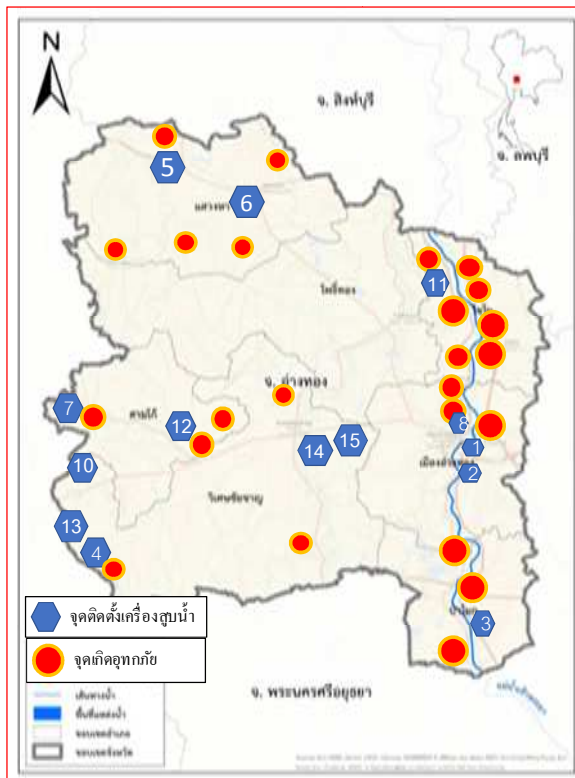 N
จ. สิงห์บุรี
จ. ลพบุรี
5
แสวงหา
6
11
โพธิ์ทอง
ไชโย
จ. อ่างทอง
7
สามโก้
12
8
15
1
14
10
เมืองอ่างทอง
2
วิเศษชัยชาญ
13
4
ป่าโมก
3
จุดติดตั้งเครื่องสูบน้ำ
จุดเกิดอุทกภัย
เส้นทางน้ำ
พื้นที่แหล่งน้ำ
ขอบเขตอำเภอ
ขอบเขตจังหวัด
จ. พระนครศรีอยุธยา